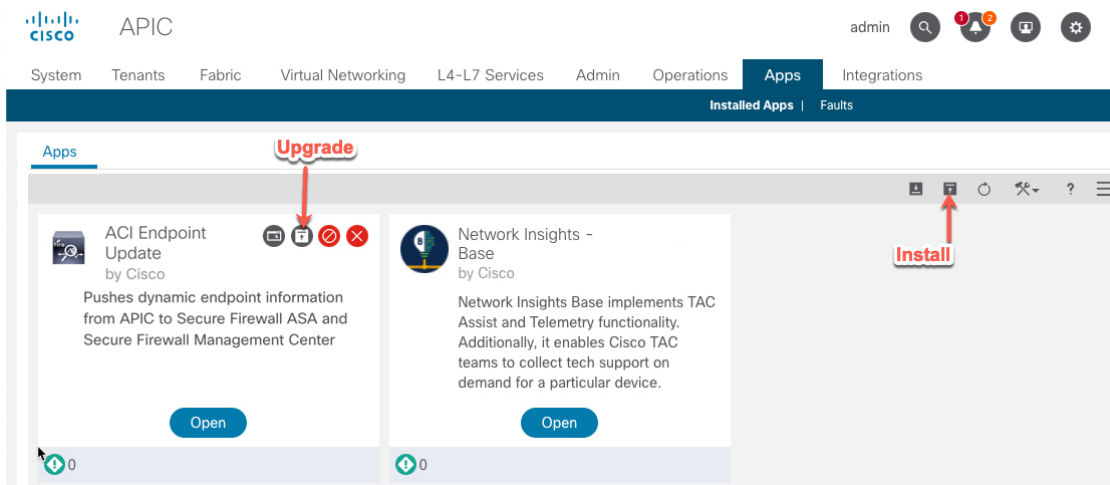 CISCO
APIC
admin
1
2
System Tenants Fabric Virtual Networking L4-L7 Services Admin Operations Apps Integrations
Installed Apps | Faults
Apps
Upgrade
?
Install
ACI Endpoint
Update
by Cisco
Pushes dynamic endpoint information
from APIC to Secure Firewall ASA and
Secure Firewall Management Center
Open
0
B
Network Insights -
Base
by Cisco
Network Insights Base implements TAC
Assist and Telemetry functionality.
Additionally, it enables Cisco TAC
teams to collect tech support on
demand for a particular device.
Open
0